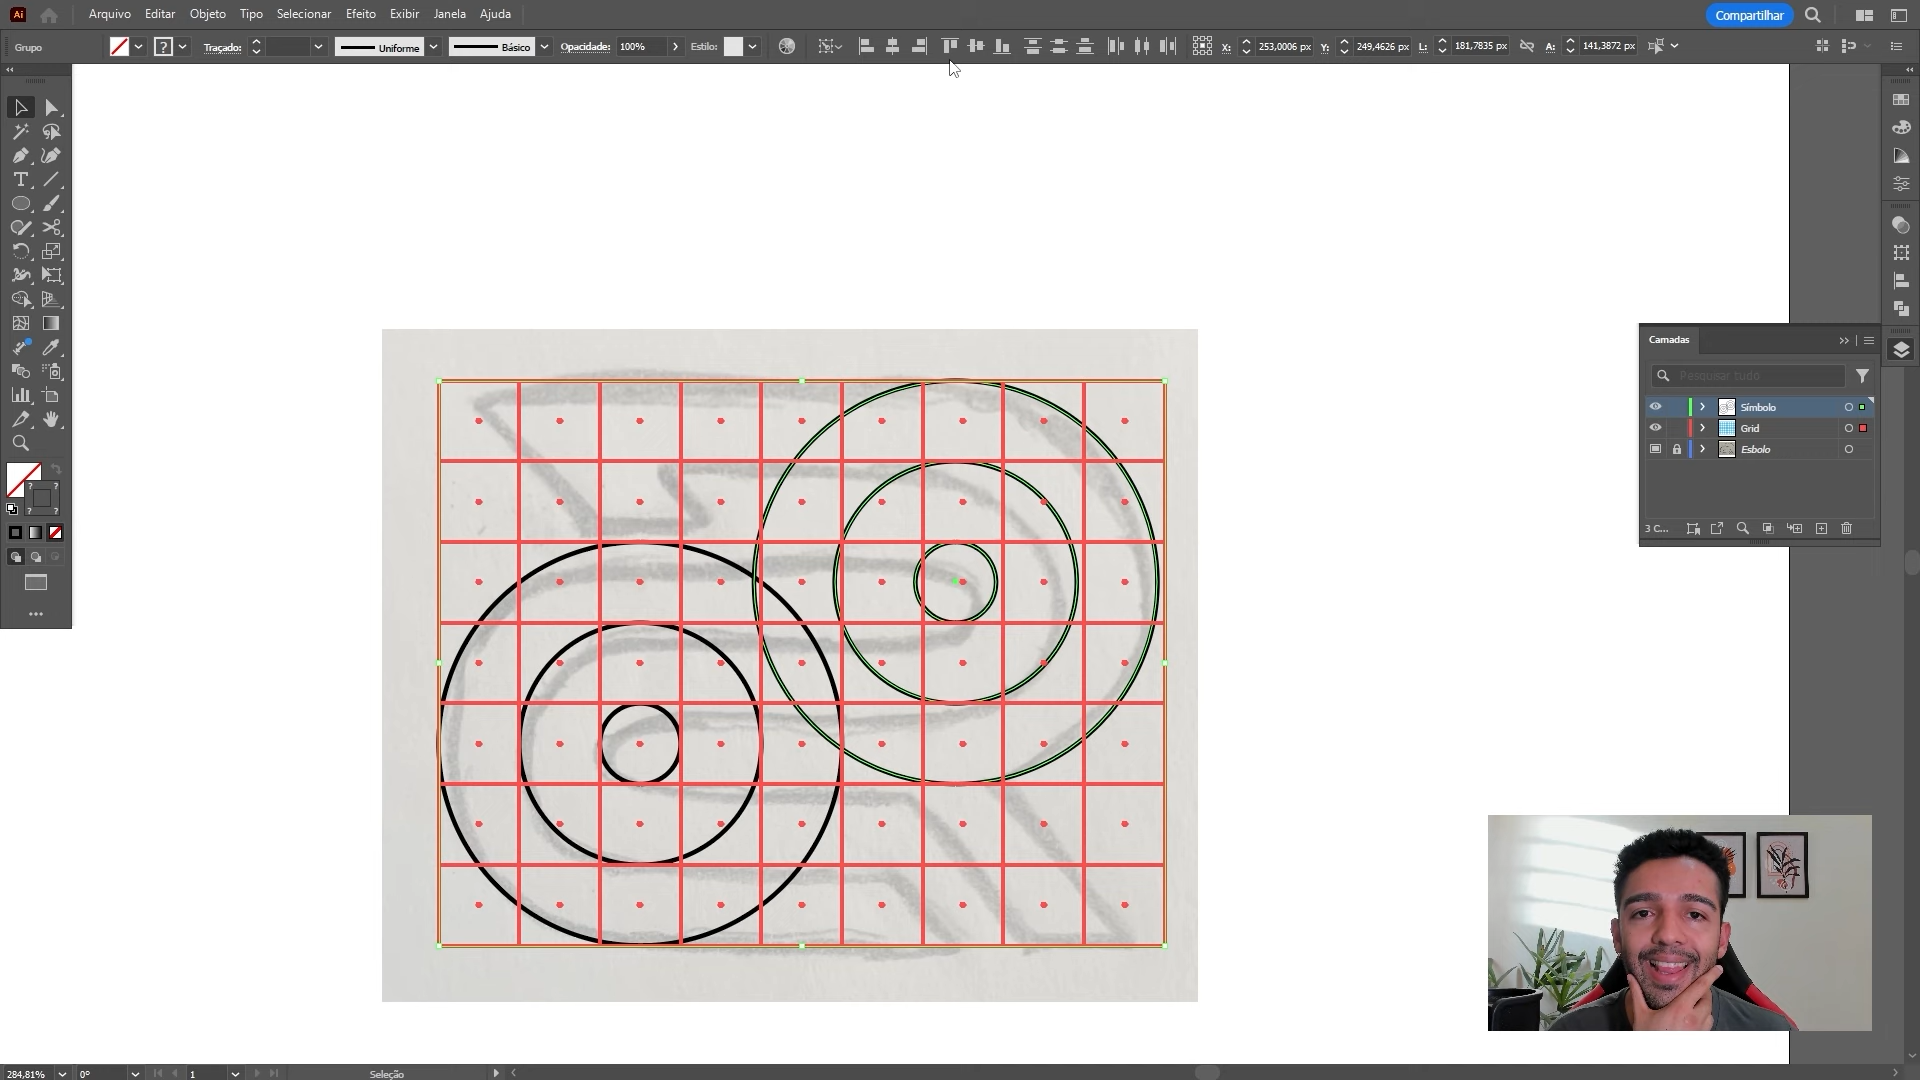 Ai Arquivo Editar Objeto Tipo Selecionar Efeito Exibir Janela Ajuda Compartilhar
Grupo ? Traçado: Uniforme Básico Opacidade: 100% Estilo: X: 253,0006 px Y: 249,4626 px L: 181,7835 px A: 141,3872 px
Camadas
Pesquisar tudo
Símbolo
Grid
Esbolo
3 C...
284,81% 0° 1 Seleção